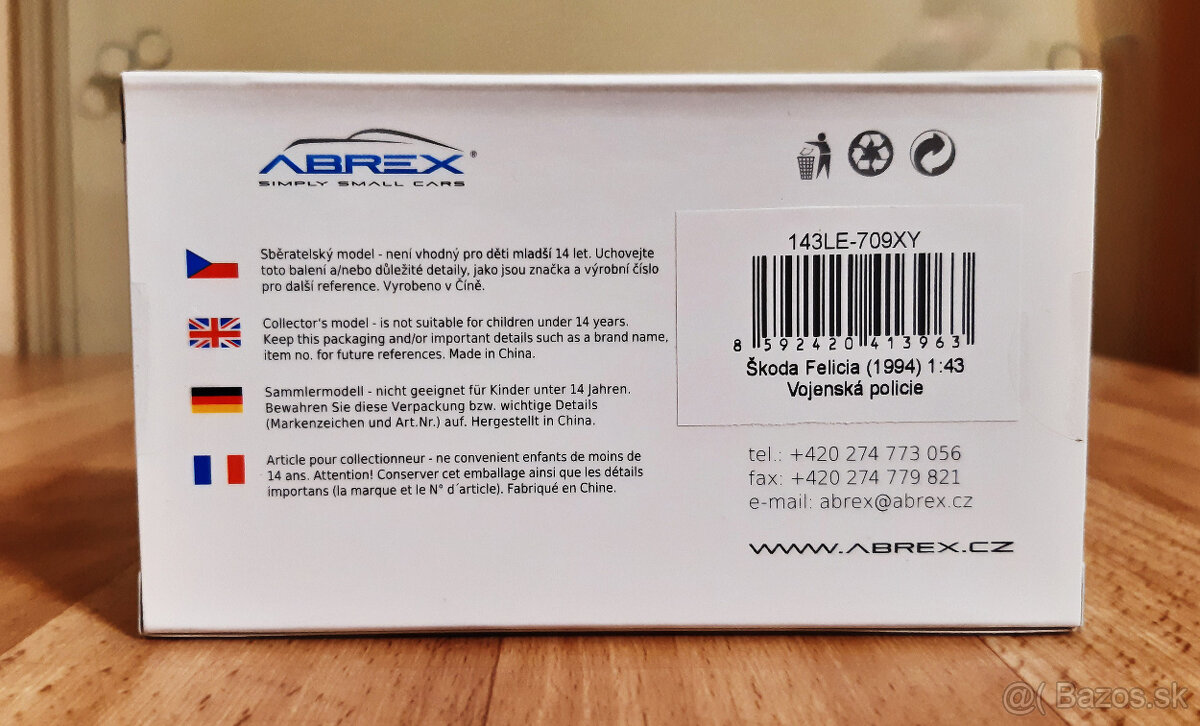 ABREX®
SIMPLY SMALL CARS
Sběratelský model - není vhodný pro děti mladší 14 let. Uchovejte
toto balení a/nebo důležité detaily, jako jsou značka a výrobní číslo
pro další reference. Vyrobeno v Číně.
Collector's model - is not suitable for children under 14 years.
Keep this packaging and/or important details such as a brand name,
item no. for future references. Made in China.
Sammlermodell - nicht geeignet für Kinder unter 14 Jahren.
Bewahren Sie diese Verpackung bzw. wichtige Details
(Markenzeichen und Art.Nr.) auf. Hergestellt in China.
Article pour collectionneur - ne convenient enfants de moins de
14 ans. Attention! Conserver cet emballage ainsi que les détails
importans (la marque et le N° d´article). Fabriqué en Chine.
143LE-709XY
8 592420 413963
Škoda Felicia (1994) 1:43
Vojenská policie
tel.: +420 274 773 056
fax: +420 274 779 821
e-mail: abrex@abrex.cz
WWW.ABREX.CZ
@( Bazos.sk